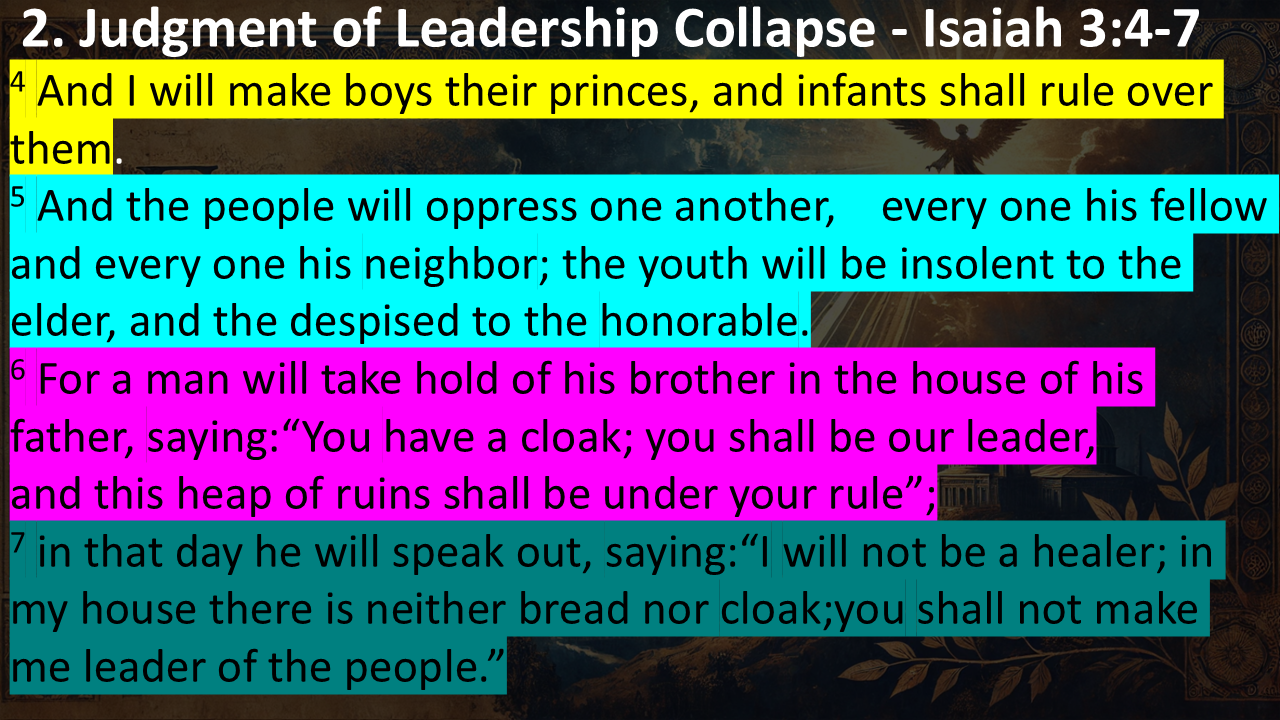 2. Judgment of Leadership Collapse - Isaiah 3:4-7
4 And I will make boys their princes, and infants shall rule over
them.
5 And the people will oppress one another, every one his fellow
and every one his neighbor; the youth will be insolent to the
elder, and the despised to the honorable.
6 For a man will take hold of his brother in the house of his
father, saying:“You have a cloak; you shall be our leader,
and this heap of ruins shall be under your rule”;
7 in that day he will speak out, saying:“I will not be a healer; in
my house there is neither bread nor cloak;you shall not make
me leader of the people.”